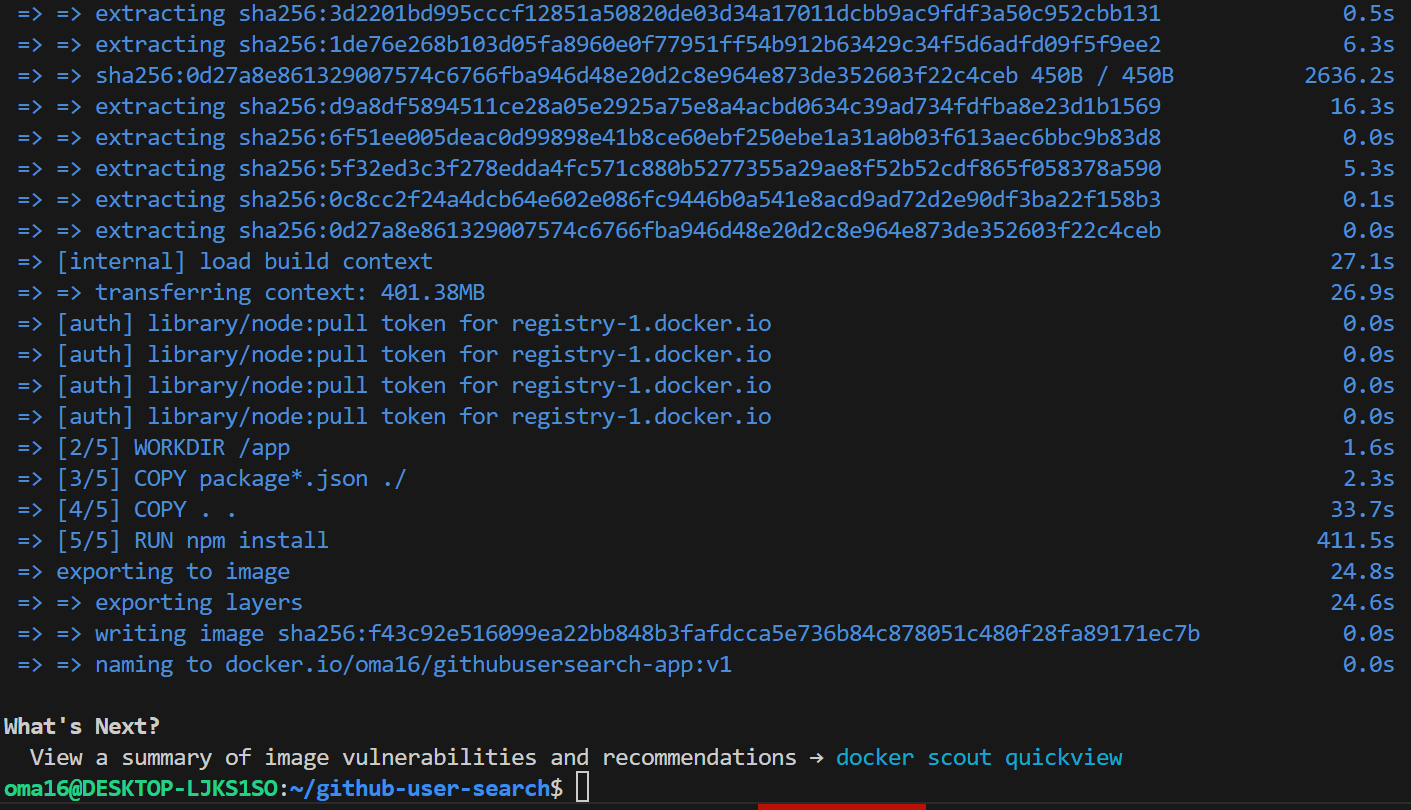 => => extracting sha256:3d2201bd995cccf12851a50820de03d34a17011dcbb9ac9fdf3a50c952cbb131 0.5s
=> => extracting sha256:1de76e268b103d05fa8960e0f77951ff54b912b63429c34f5d6adfd09f5f9ee2 6.3s
=> => sha256:0d27a8e861329007574c6766fba946d48e20d2c8e964e873de352603f22c4ceb 450B / 450B 2636.2s
=> => extracting sha256:d9a8df5894511ce28a05e2925a75e8a4acbd0634c39ad734fdfba8e23d1b1569 16.3s
=> => extracting sha256:6f51ee005deac0d99898e41b8ce60ebf250ebe1a31a0b03f613aec6bbc9b83d8 0.0s
=> => extracting sha256:5f32ed3c3f278edda4fc571c880b5277355a29ae8f52b52cdf865f058378a590 5.3s
=> => extracting sha256:0c8cc2f24a4dcb64e602e086fc9446b0a541e8acd9ad72d2e90df3ba22f158b3 0.1s
=> => extracting sha256:0d27a8e861329007574c6766fba946d48e20d2c8e964e873de352603f22c4ceb 0.0s
=> [internal] load build context 27.1s
=> => transferring context: 401.38MB 26.9s
=> [auth] library/node:pull token for registry-1.docker.io 0.0s
=> [auth] library/node:pull token for registry-1.docker.io 0.0s
=> [auth] library/node:pull token for registry-1.docker.io 0.0s
=> [auth] library/node:pull token for registry-1.docker.io 0.0s
=> [2/5] WORKDIR /app 1.6s
=> [3/5] COPY package*.json ./ 2.3s
=> [4/5] COPY . . 33.7s
=> [5/5] RUN npm install 411.5s
=> exporting to image 24.8s
=> => exporting layers 24.6s
=> => writing image sha256:f43c92e516099ea22bb848b3fafdcca5e736b84c878051c480f28fa89171ec7b 0.0s
=> => naming to docker.io/oma16/githubusersearch-app:v1 0.0s
What's Next?
View a summary of image vulnerabilities and recommendations → docker scout quickview
oma16@DESKTOP-LJKS1SO:~/github-user-search$